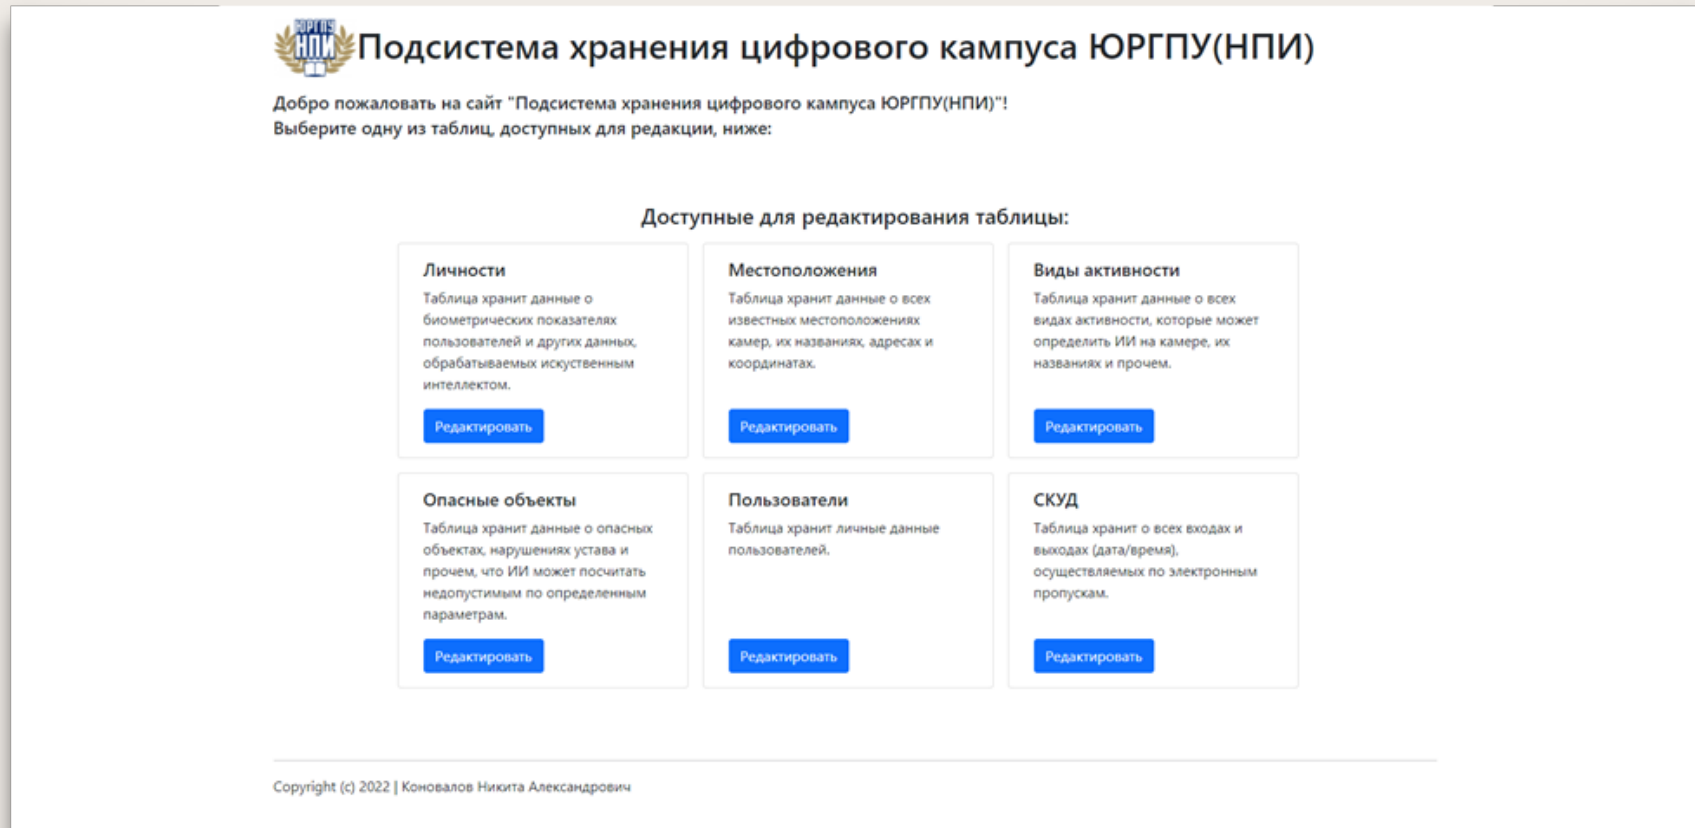 ЮРГПУ
НПИ
Подсистема хранения цифрового кампуса ЮРГПУ(НПИ)
Добро пожаловать на сайт "Подсистема хранения цифрового кампуса ЮРГПУ(НПИ)"!
Выберите одну из таблиц, доступных для редакции, ниже:
Доступные для редактирования таблицы:
Личности
Таблица хранит данные о
биометрических показателях
пользователей и других данных,
обрабатываемых искуственным
интеллектом.
Редактировать
Местоположения
Таблица хранит данные о всех
известных местоположениях
камер, их названиях, адресах и
координатах.
Редактировать
Виды активности
Таблица хранит данные о всех
видах активности, которые может
определить ИИ на камере, их
названиях и прочем.
Редактировать
Опасные объекты
Таблица хранит данные о опасных
объектах, нарушениях устава и
прочем, что ИИ может посчитать
недопустимым по определенным
параметрам.
Редактировать
Пользователи
Таблица хранит личные данные
пользователей.
Редактировать
СКУД
Таблица хранит о всех входах и
выходах (дата/время),
осуществляемых по электронным
пропускам.
Редактировать
Copyright (c) 2022 | Коновалов Никита Александрович